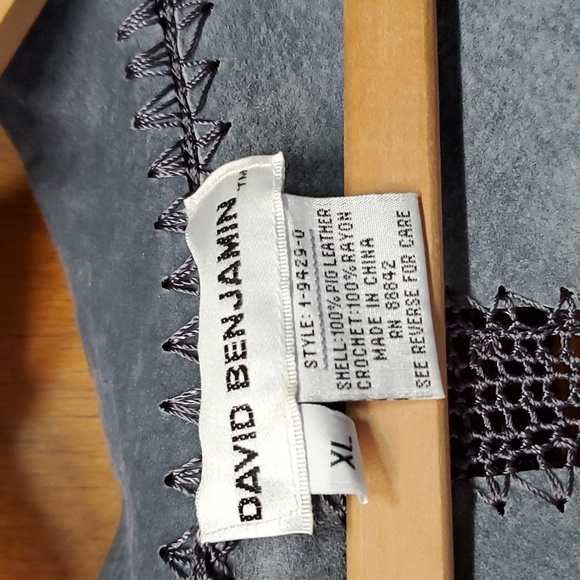 DAVID BENJAMIN™
STYLE: 1-9429-0
SHELL:100% PIG LEATHER
CROCHET:100% RAYON
MADE IN CHINA
RN 88842
SEE REVERSE FOR CARE
XL